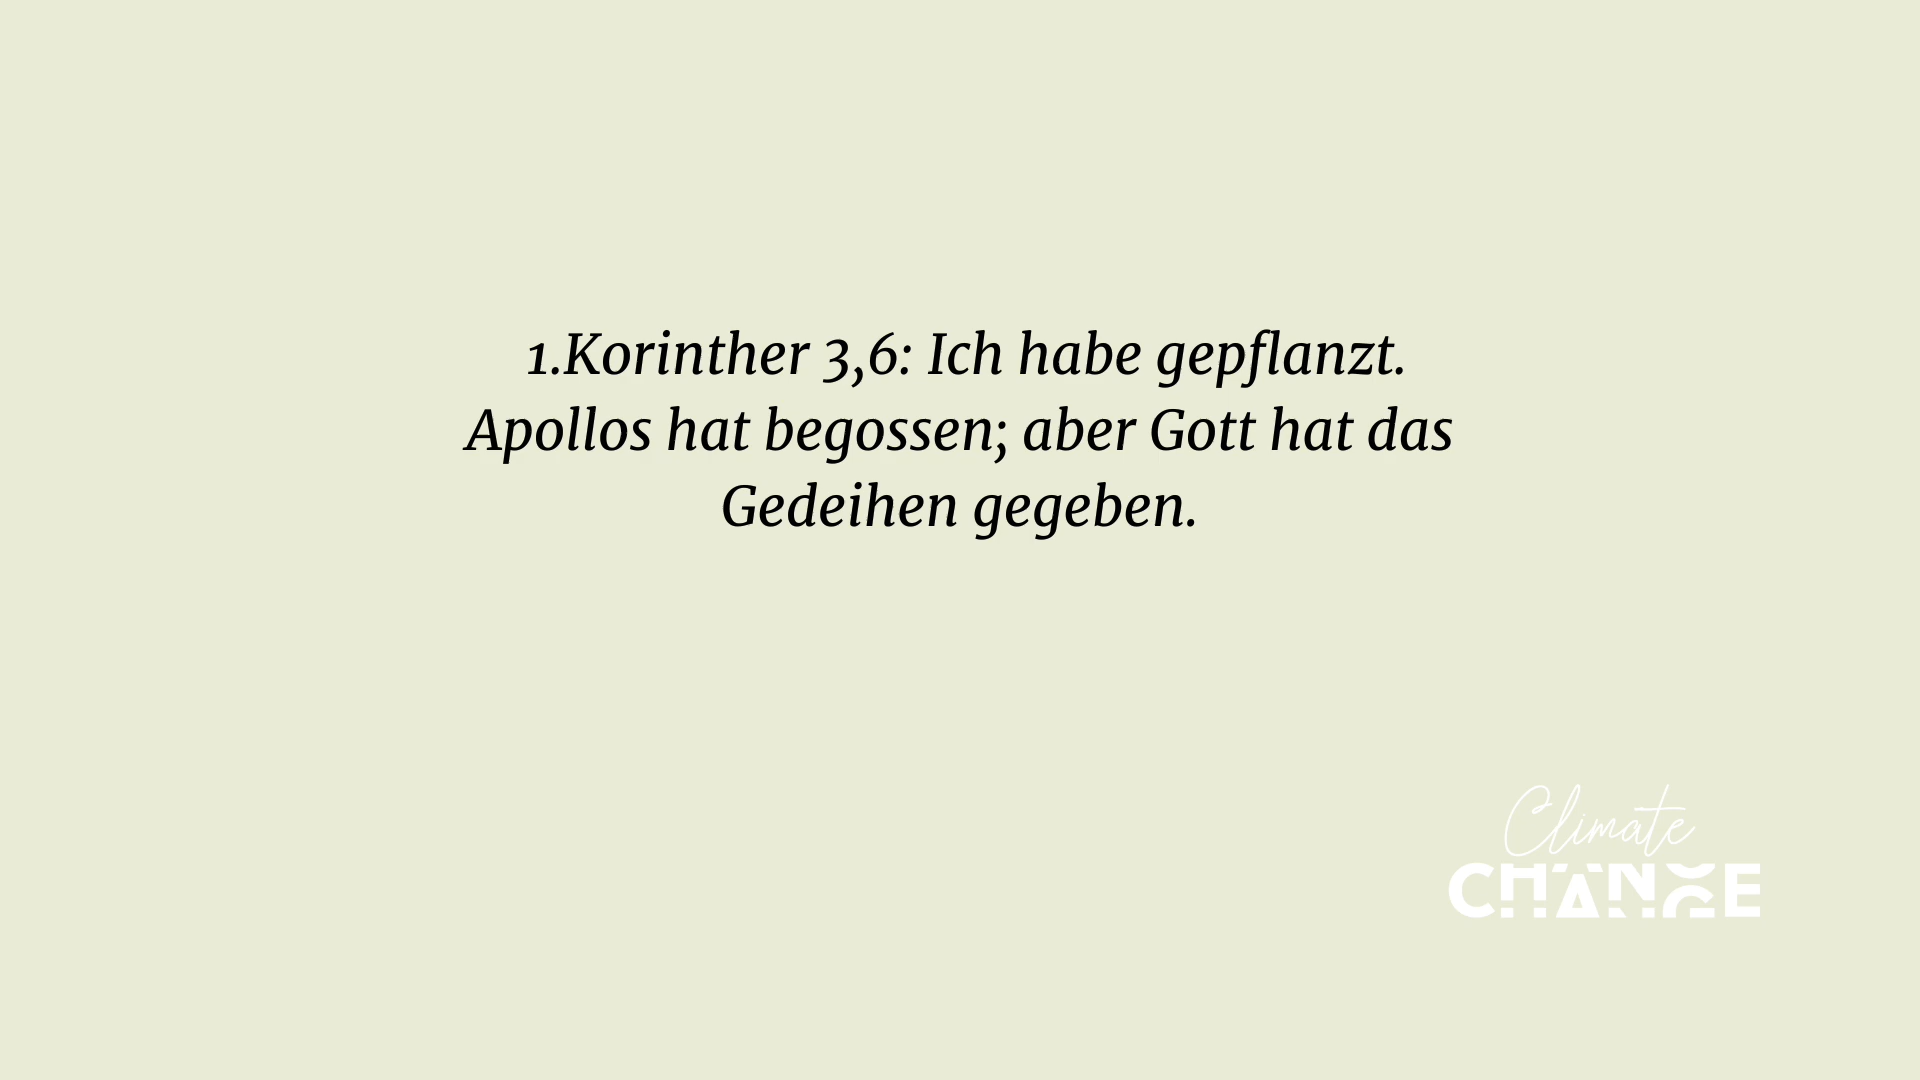 1.Korinther 3,6: Ich habe gepflanzt.
Apollos hat begossen; aber Gott hat das
Gedeihen gegeben.
Climate
CHANGE